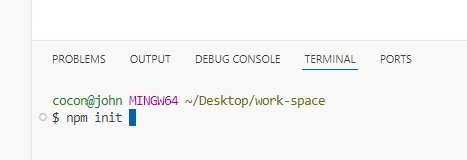 PROBLEMS OUTPUT DEBUG CONSOLE TERMINAL PORTS
cocon@john MINGW64 ~/Desktop/work-space
$ npm init